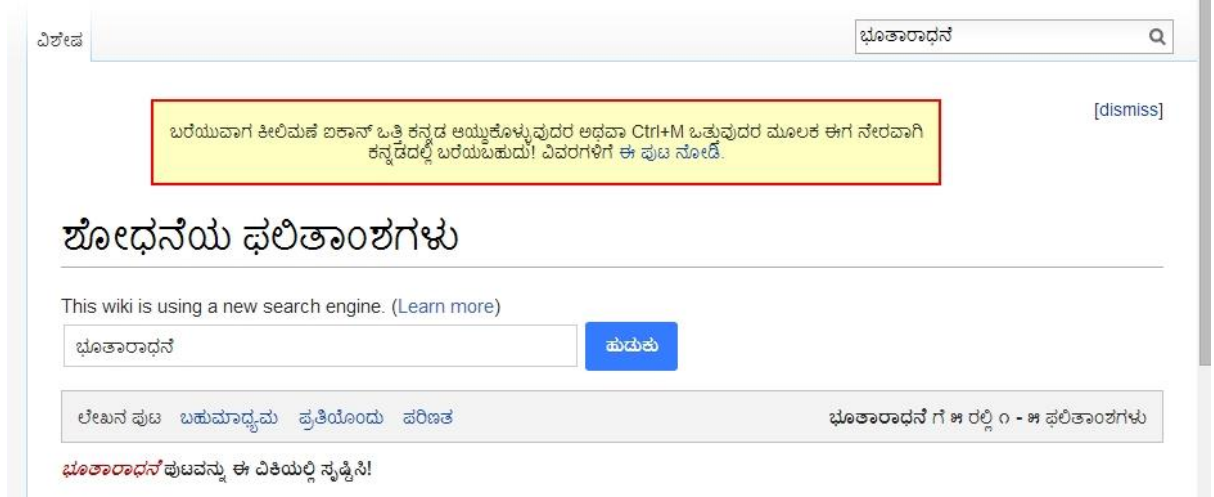 ವಿಶೇಷ
ಭೂತಾರಾಧನೆ
[dismiss]
ಬರೆಯುವಾಗ ಕೀಲಿಮಣೆ ಐಕಾನ್ ಒತ್ತಿ ಕನ್ನಡ ಆಯ್ದುಕೊಳ್ಳುವುದರ ಅಥವಾ Ctrl+M ಒತ್ತುವುದರ ಮೂಲಕ ಈಗ ನೇರವಾಗಿ
ಕನ್ನಡದಲ್ಲಿ ಬರೆಯಬಹುದು! ವಿವರಗಳಿಗೆ ಈ ಪುಟ ನೋಡಿ.
ಶೋಧನೆಯ ಫಲಿತಾಂಶಗಳು
This wiki is using a new search engine. (Learn more)
ಭೂತಾರಾಧನೆ
ಹುಡುಕು
ಲೇಖನ ಪುಟ ಬಹುಮಾಧ್ಯಮ ಪ್ರತಿಯೊಂದು ಪರಿಣತ
ಭೂತಾರಾಧನೆ ಗೆ ೫ ರಲ್ಲಿ ೧ - ೫ ಫಲಿತಾಂಶಗಳು
ಭೂತಾರಾಧನೆ ಪುಟವನ್ನು ಈ ವಿಕಿಯಲ್ಲಿ ಸೃಷ್ಟಿಸಿ!